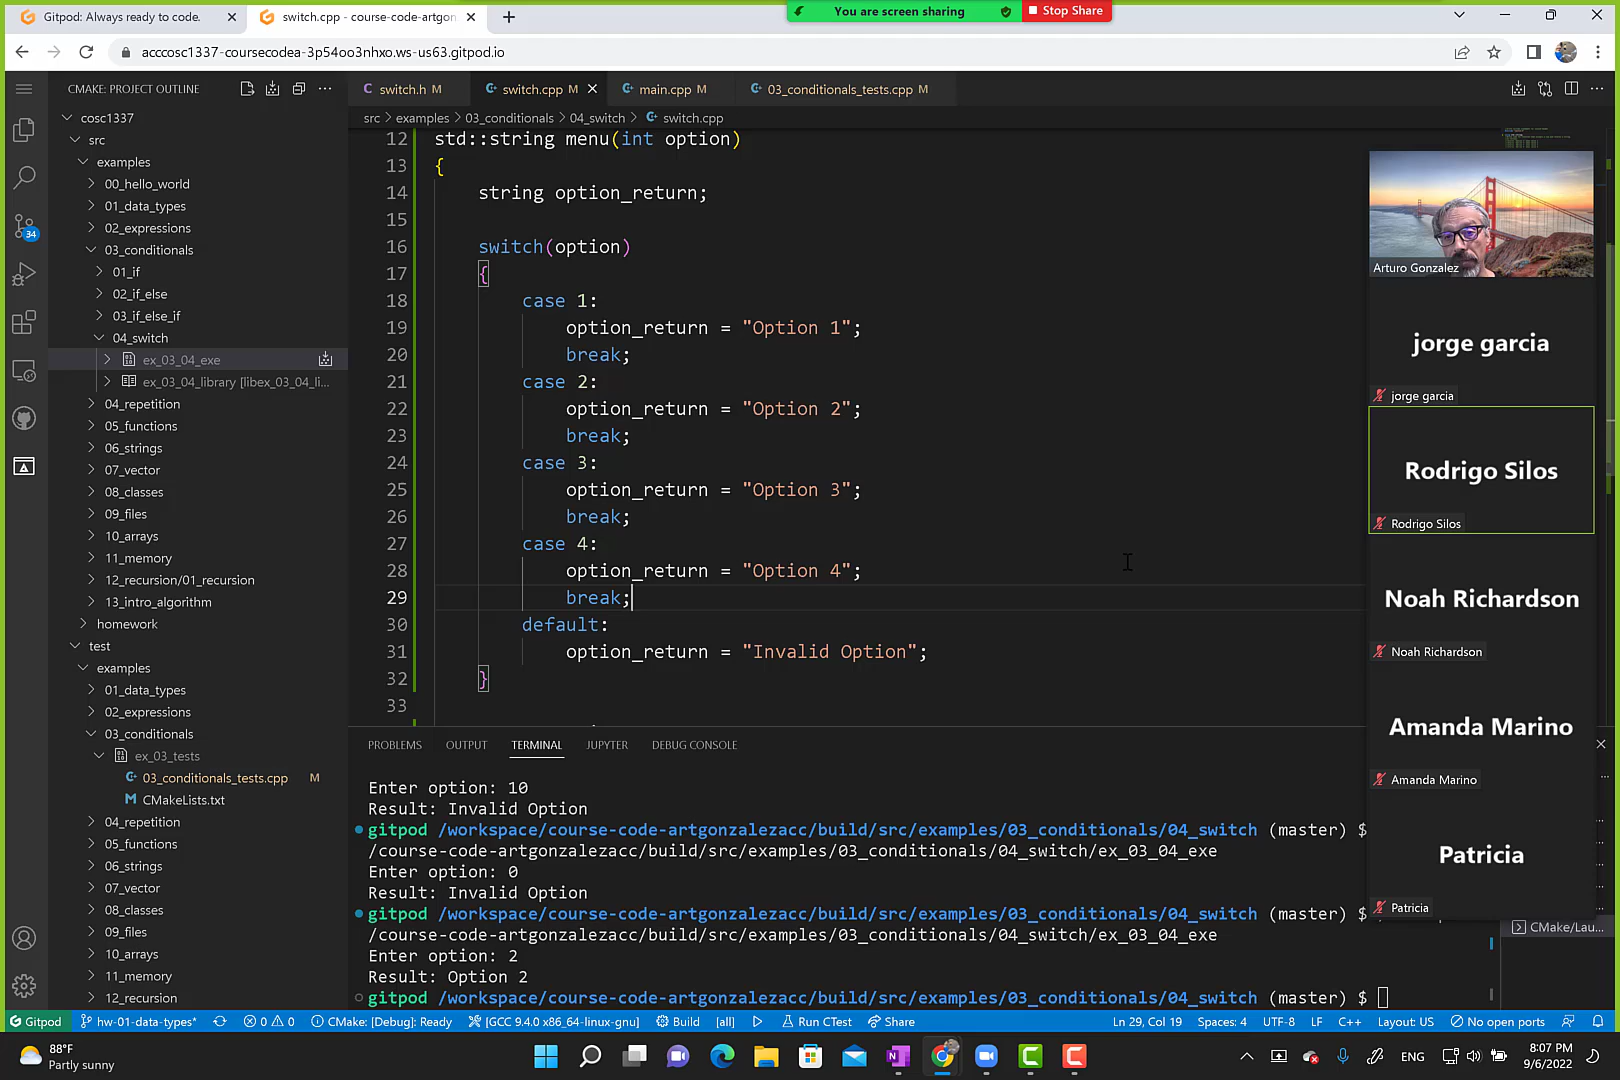 Gitpod: Always ready to code.
switch.cpp - course-code-artgon
You are screen sharing
Stop Share
acccosc1337-coursecodea-3p54oo3nhxo.ws-us63.gitpod.io
CMAKE: PROJECT OUTLINE
switch.h M
switch.cpp M
main.cpp M
03_conditionals_tests.cpp M
src > examples > 03_conditionals > 04_switch > switch.cpp
cosc1337
src
examples
00_hello_world
01_data_types
02_expressions
03_conditionals
01_if
02_if_else
03_if_else_if
04_switch
ex_03_04_exe
ex_03_04_library [libex_03_04_li...
04_repetition
05_functions
06_strings
07_vector
08_classes
09_files
10_arrays
11_memory
12_recursion/01_recursion
13_intro_algorithm
homework
test
examples
01_data_types
02_expressions
03_conditionals
ex_03_tests
03_conditionals_tests.cpp M
CMakeLists.txt
04_repetition
05_functions
06_strings
07_vector
08_classes
09_files
10_arrays
11_memory
12_recursion
34
12 std::string menu(int option)
13 {
14 string option_return;
15
16 switch(option)
17 {
18 case 1:
19 option_return = "Option 1";
20 break;
21 case 2:
22 option_return = "Option 2";
23 break;
24 case 3:
25 option_return = "Option 3";
26 break;
27 case 4:
28 option_return = "Option 4";
29 break;
30 default:
31 option_return = "Invalid Option";
32 }
33
PROBLEMS OUTPUT TERMINAL JUPYTER DEBUG CONSOLE
Enter option: 10
Result: Invalid Option
gitpod /workspace/course-code-artgonzalezacc/build/src/examples/03_conditionals/04_switch (master) $
/course-code-artgonzalezacc/build/src/examples/03_conditionals/04_switch/ex_03_04_exe
Enter option: 0
Result: Invalid Option
gitpod /workspace/course-code-artgonzalezacc/build/src/examples/03_conditionals/04_switch (master) $
/course-code-artgonzalezacc/build/src/examples/03_conditionals/04_switch/ex_03_04_exe
Enter option: 2
Result: Option 2
gitpod /workspace/course-code-artgonzalezacc/build/src/examples/03_conditionals/04_switch (master) $
Arturo Gonzalez
jorge garcia
jorge garcia
Rodrigo Silos
Rodrigo Silos
Noah Richardson
Noah Richardson
Amanda Marino
Amanda Marino
Patricia
Patricia
CMake/Lau...
Gitpod hw-01-data-types* 0 0 CMake: [Debug]: Ready [GCC 9.4.0 x86_64-linux-gnu] Build [all] Run CTest Share Ln 29, Col 19 Spaces: 4 UTF-8 LF C++ Layout: US No open ports
88°F
Partly sunny
ENG
8:07 PM
9/6/2022